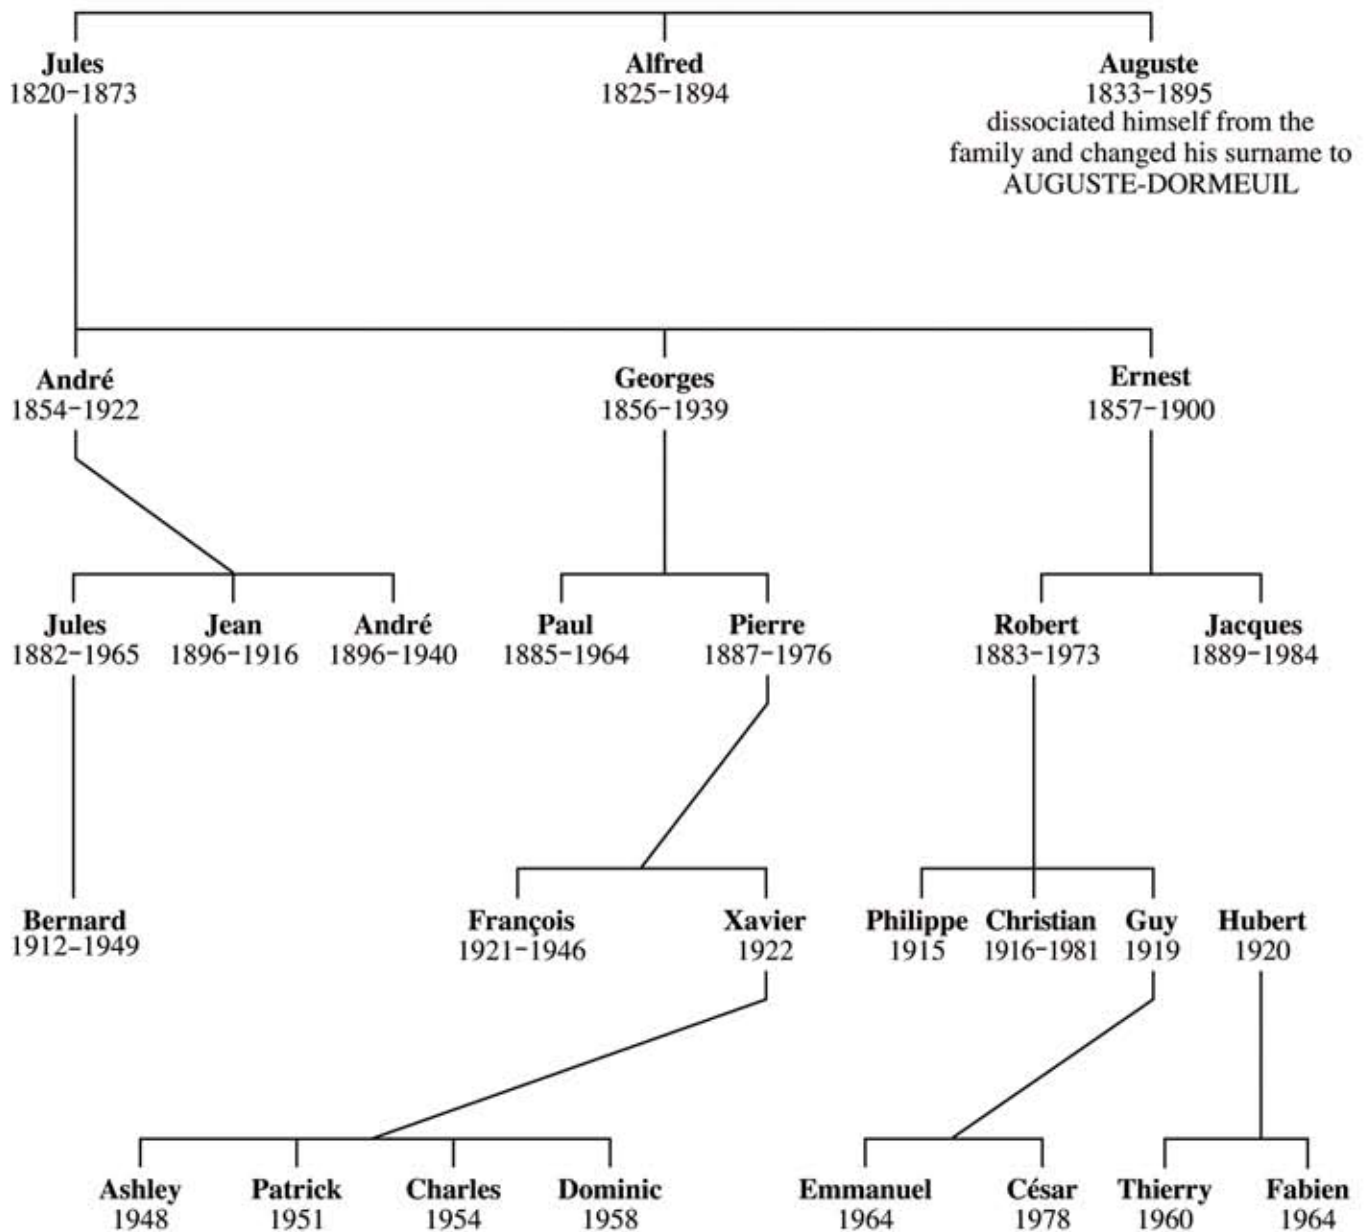 Jules Alfred Auguste
1820–1873 1825–1894 1833–1895
dissociated himself from the
family and changed his surname to
AUGUSTE-DORMEUIL
André Georges Ernest
1854–1922 1856–1939 1857–1900
Jules Jean André Paul Pierre Robert Jacques
1882–1965 1896–1916 1896–1940 1885–1964 1887–1976 1883–1973 1889–1984
Bernard François Xavier Philippe Christian Guy Hubert
1912–1949 1921–1946 1922 1915 1916–1981 1919 1920
Ashley Patrick Charles Dominic Emmanuel César Thierry Fabien
1948 1951 1954 1958 1964 1978 1960 1964